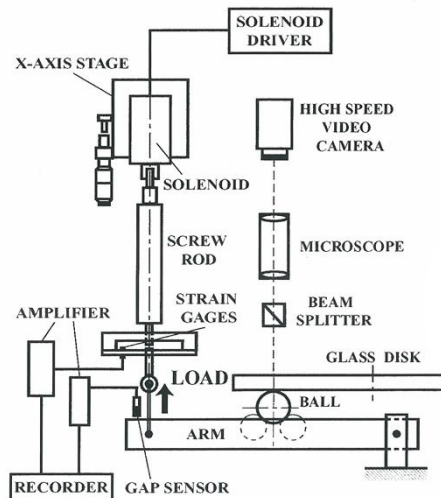 SOLENOID
DRIVER
X-AXIS STAGE
HIGH SPEED
VIDEO
CAMERA
SOLENOID
SCREW
ROD
MICROSCOPE
STRAIN
GAGES
AMPLIFIER
BEAM
SPLITTER
GLASS DISK
LOAD
BALL
ARM
RECORDER
GAP SENSOR